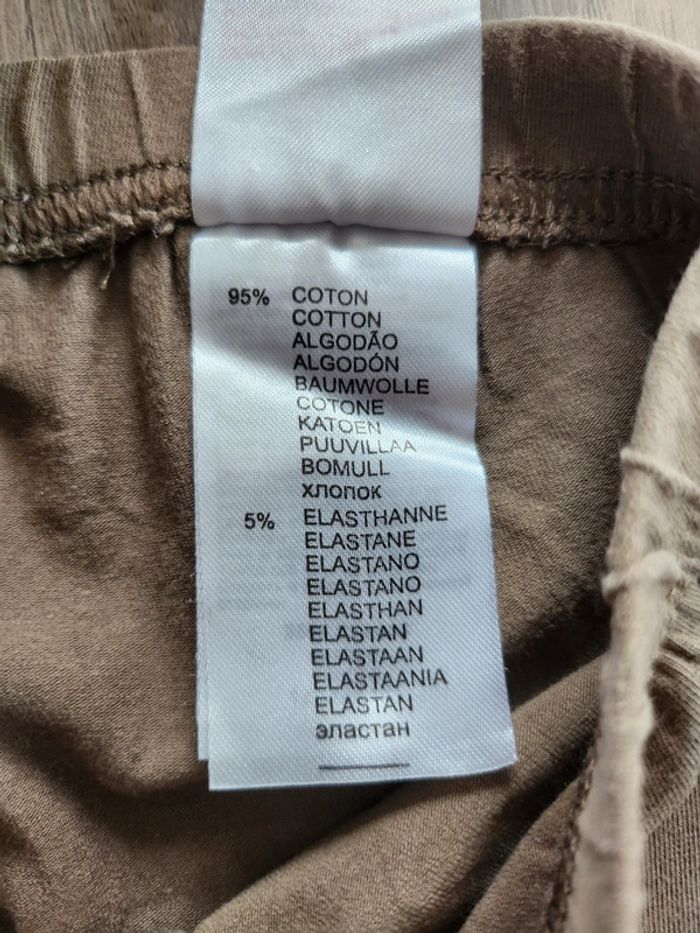 95% COTON
COTTON
ALGODÃO
ALGODÓN
BAUMWOLLE
COTONE
KATOEN
PUUVILLAA
BOMULL
хлопок
5% ELASTHANNE
ELASTANE
ELASTANO
ELASTANO
ELASTHAN
ELASTAN
ELASTAAN
ELASTAANIA
ELASTAN
эластан